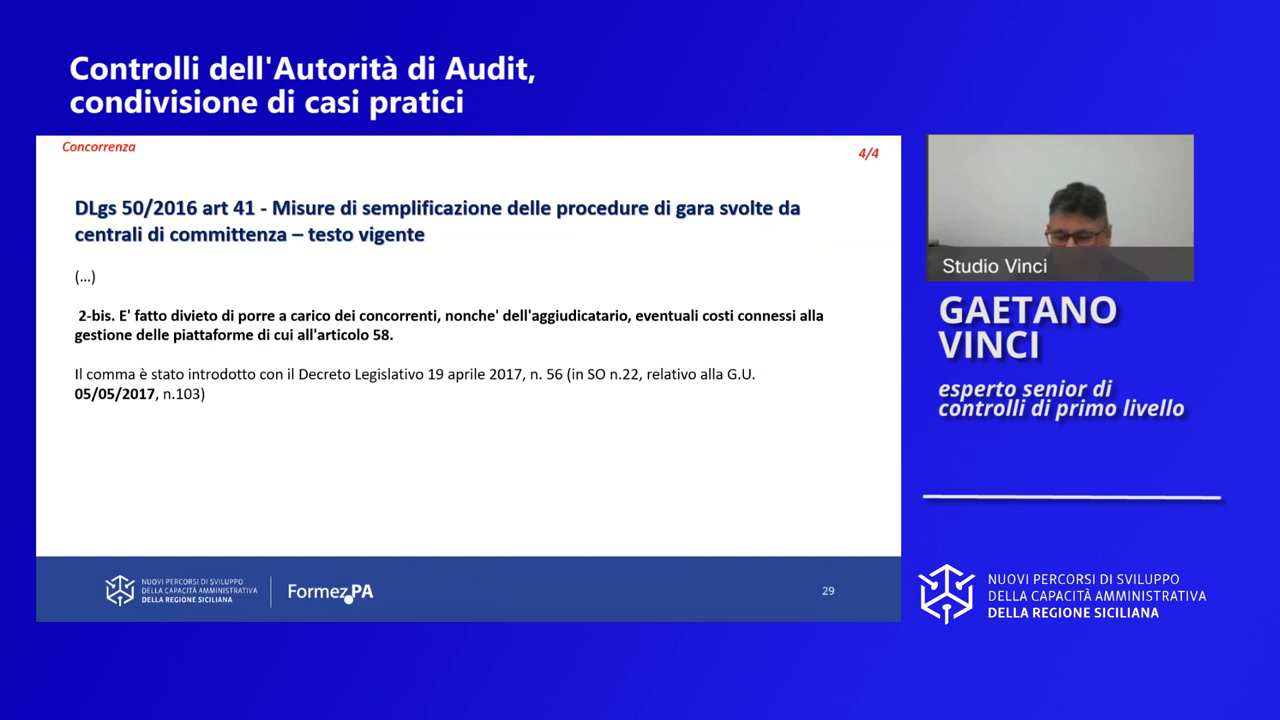 Controlli dell'Autorità di Audit,
condivisione di casi pratici
Concorrenza
4/4
DLgs 50/2016 art 41 - Misure di semplificazione delle procedure di gara svolte da
centrali di committenza – testo vigente
(...)
2-bis. E' fatto divieto di porre a carico dei concorrenti, nonche' dell'aggiudicatario, eventuali costi connessi alla
gestione delle piattaforme di cui all'articolo 58.
Il comma è stato introdotto con il Decreto Legislativo 19 aprile 2017, n. 56 (in SO n.22, relativo alla G.U.
05/05/2017, n.103)
NUOVI PERCORSI DI SVILUPPO
DELLA CAPACITÀ AMMINISTRATIVA
DELLA REGIONE SICILIANA
FormezPA
29
Studio Vinci
GAETANO
VINCI
esperto senior di
controlli di primo livello
NUOVI PERCORSI DI SVILUPPO
DELLA CAPACITÀ AMMINISTRATIVA
DELLA REGIONE SICILIANA